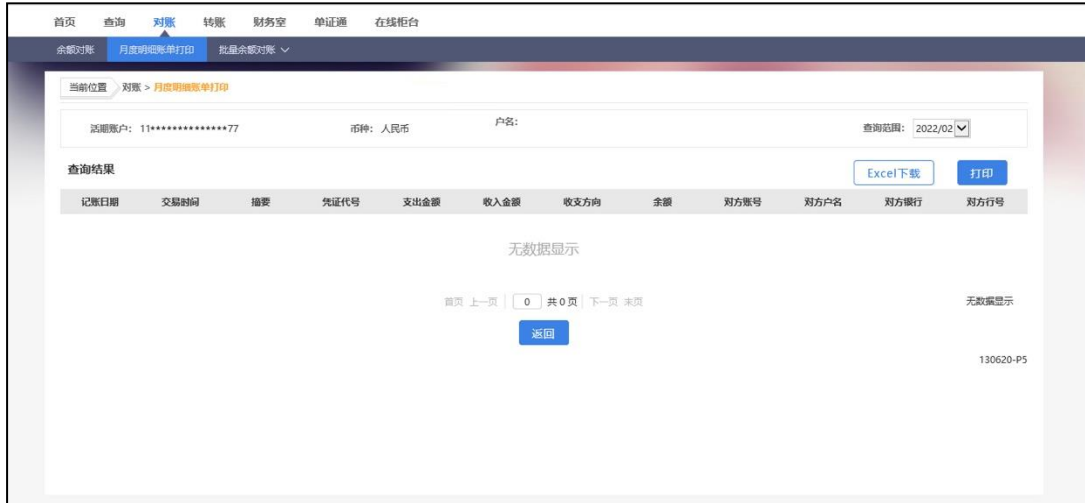 首页 查询 对账 转账 财务室 单证通 在线柜台
余额对账 月度明细账单打印 批量余额对账
当前位置 对账 > 月度明细账单打印
活期账户: 11**************77 币种: 人民币 户名: 查询范围: 2022/02
查询结果 Excel下载 打印
记账日期 交易时间 摘要 凭证代号 支出金额 收入金额 收支方向 余额 对方账号 对方户名 对方银行 对方行号
无数据显示
首页 上一页 0 共 0 页 下一页 末页 无数据显示
返回
130620-P5